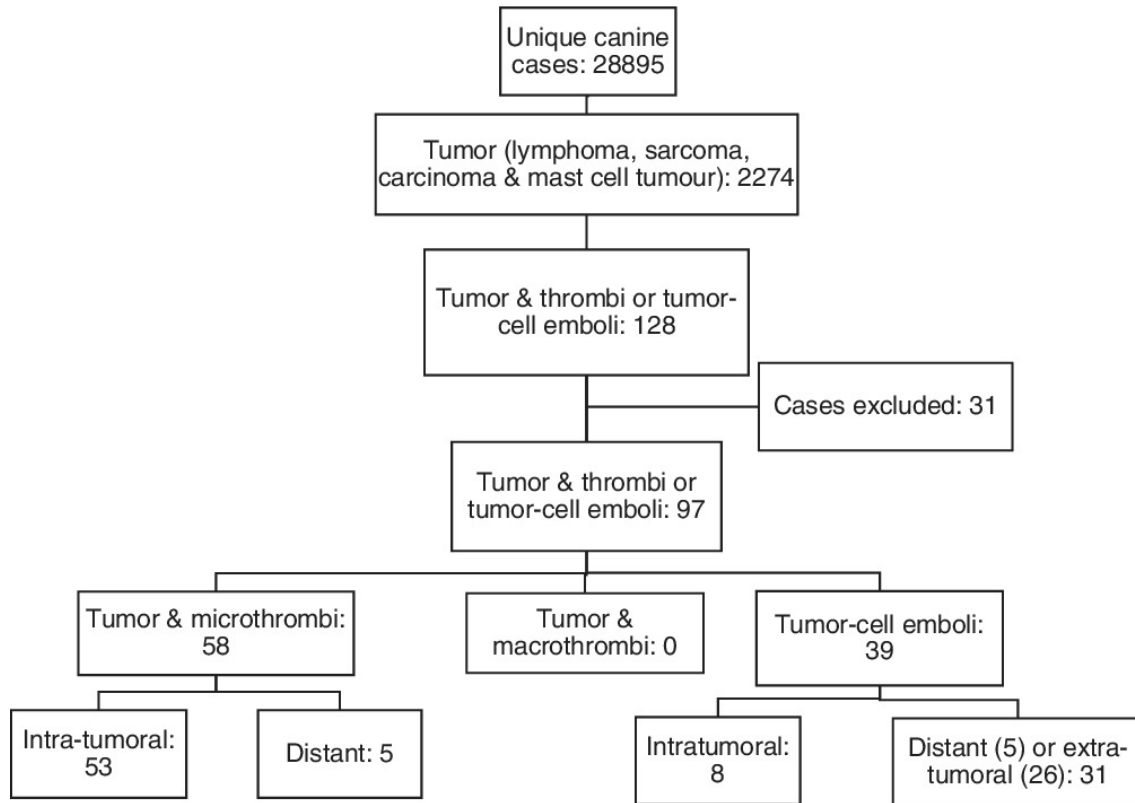 Unique canine
cases: 28895
Tumor (lymphoma, sarcoma,
carcinoma & mast cell tumour): 2274
Tumor & thrombi or tumor-
cell emboli: 128
Cases excluded: 31
Tumor & thrombi or
tumor-cell emboli: 97
Tumor & microthrombi:
58
Tumor &
macrothrombi: 0
Tumor-cell emboli:
39
Intra-tumoral:
53
Distant: 5
Intratumoral:
8
Distant (5) or extra-
tumoral (26): 31